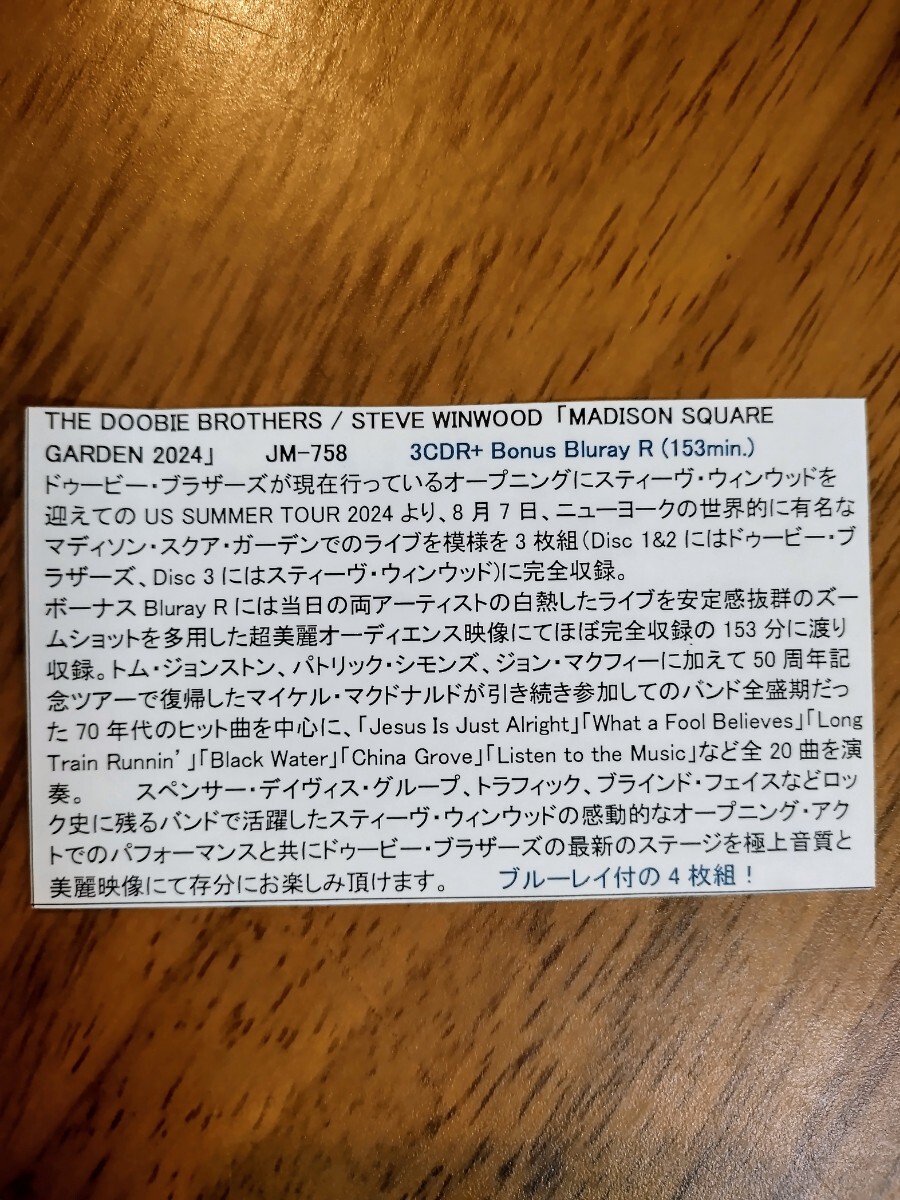 THE DOOBIE BROTHERS / STEVE WINWOOD「MADISON SQUARE
GARDEN 2024」 JM-758 3CDR+ Bonus Bluray R (153min.)
ドゥービー・ブラザーズが現在行っているオープニングにスティーヴ・ウィンウッドを
迎えての US SUMMER TOUR 2024 より、8 月 7 日、ニューヨークの世界的に有名な
マディソン・スクア・ガーデンでのライブを模様を 3 枚組（Disc 1&2 にはドゥービー・ブ
ラザーズ、Disc 3 にはスティーヴ・ウィンウッド)に完全収録。
ボーナス Bluray R には当日の両アーティストの白熱したライブを安定感抜群のズー
ムショットを多用した超美麗オーディエンス映像にてほぼ完全収録の 153 分に渡り
収録。トム・ジョンストン、パトリック・シモンズ、ジョン・マクフィーに加えて 50 周年記
念ツアーで復帰したマイケル・マクドナルドが引き続き参加してのバンド全盛期だっ
た 70 年代のヒット曲を中心に、「Jesus Is Just Alright」「What a Fool Believes」「Long
Train Runnin’」「Black Water」「China Grove」「Listen to the Music」など全 20 曲を演
奏。 スペンサー・デイヴィス・グループ、トラフィック、ブラインド・フェイスなどロッ
ク史に残るバンドで活躍したスティーヴ・ウィンウッドの感動的なオープニング・アク
トでのパフォーマンスと共にドゥービー・ブラザーズの最新のステージを極上音質と
美麗映像にて存分にお楽しみ頂けます。 ブルーレイ付の 4 枚組！